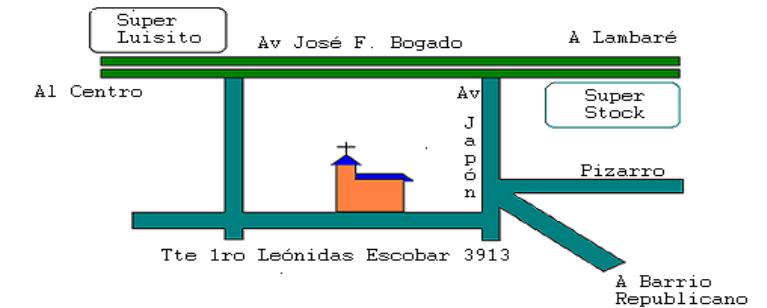 Super
Luisito
Av José F. Bogado
A Lambaré
Al Centro
Av
Japón
Super
Stock
Pizarro
Tte 1ro Leónidas Escobar 3913
A Barrio
Republicano